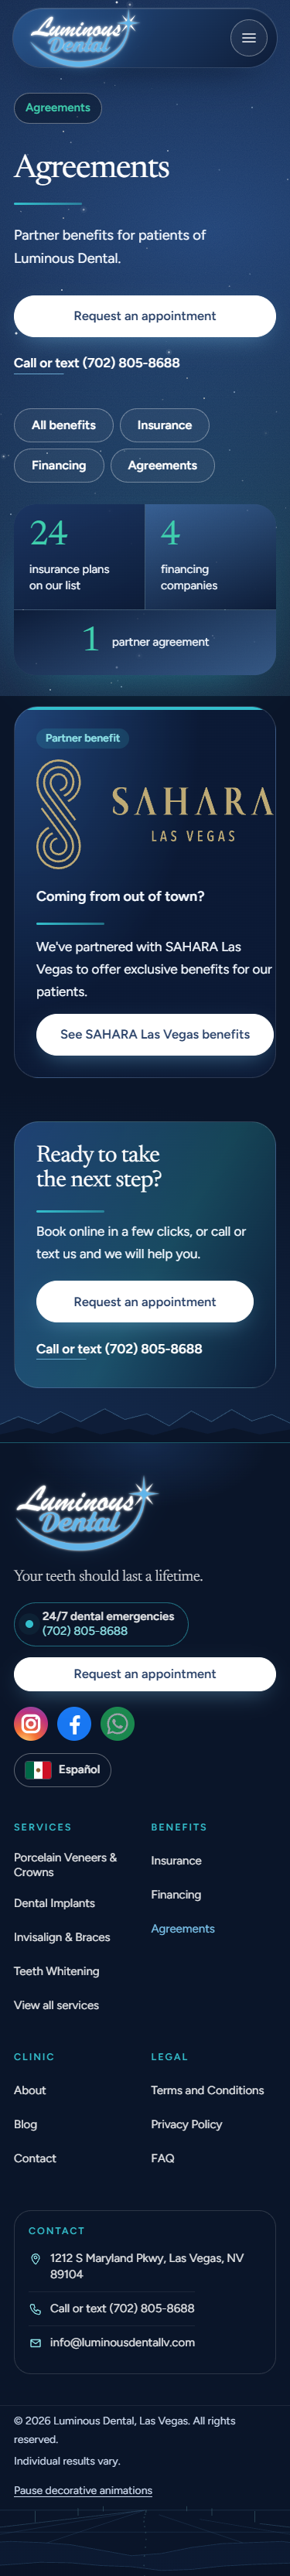 Luminous
Dental
Agreements
Agreements
Partner benefits for patients of
Luminous Dental.
Request an appointment
Call or text (702) 805-8688
All benefits
Insurance
Financing
Agreements
24
insurance plans
on our list
4
financing
companies
1
partner agreement
Partner benefit
SAHARA
LAS VEGAS
Coming from out of town?
We've partnered with SAHARA Las
Vegas to offer exclusive benefits for our
patients.
See SAHARA Las Vegas benefits
Ready to take
the next step?
Book online in a few clicks, or call or
text us and we will help you.
Request an appointment
Call or text (702) 805-8688
Luminous
Dental
Your teeth should last a lifetime.
24/7 dental emergencies
(702) 805-8688
Request an appointment
Español
SERVICES
Porcelain Veneers &
Crowns
Dental Implants
Invisalign & Braces
Teeth Whitening
View all services
BENEFITS
Insurance
Financing
Agreements
CLINIC
About
Blog
Contact
LEGAL
Terms and Conditions
Privacy Policy
FAQ
CONTACT
1212 S Maryland Pkwy, Las Vegas, NV
89104
Call or text (702) 805-8688
info@luminousdentallv.com
© 2026 Luminous Dental, Las Vegas. All rights
reserved.
Individual results vary.
Pause decorative animations